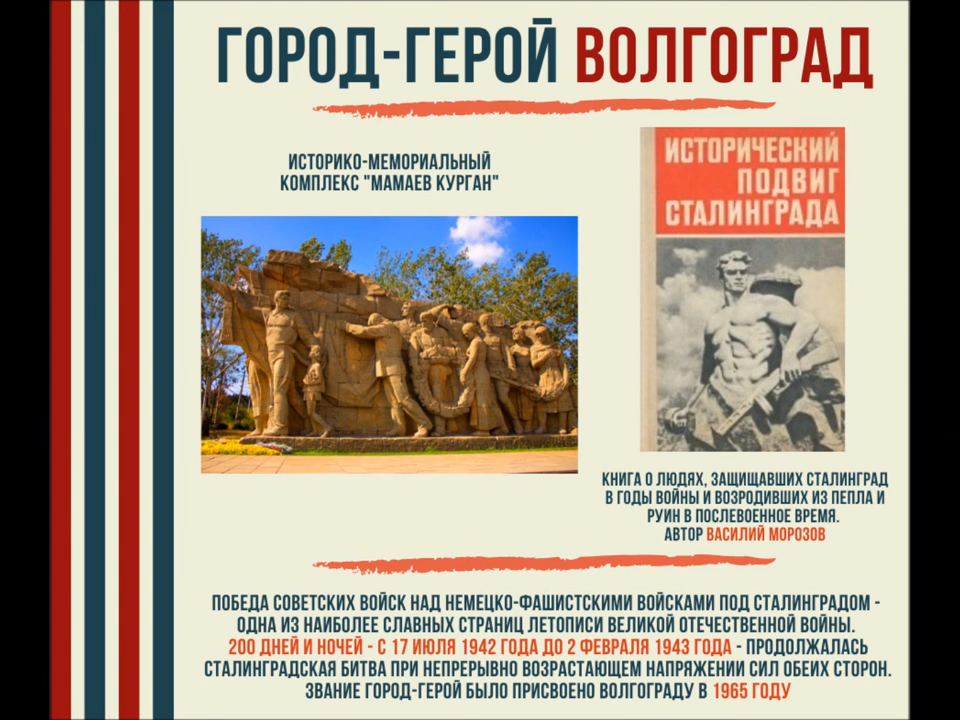 ГОРОД-ГЕРОЙ ВОЛГОГРАД
ИСТОРИКО-МЕМОРИАЛЬНЫЙ
КОМПЛЕКС "МАМАЕВ КУРГАН"
ИСТОРИЧЕСКИЙ
ПОДВИГ
СТАЛИНГРАДА
КНИГА О ЛЮДЯХ, ЗАЩИЩАВШИХ СТАЛИНГРАД
В ГОДЫ ВОЙНЫ И ВОЗРОДИВШИХ ИЗ ПЕПЛА И
РУИН В ПОСЛЕВОЕННОЕ ВРЕМЯ.
АВТОР ВАСИЛИЙ МОРОЗОВ
ПОБЕДА СОВЕТСКИХ ВОЙСК НАД НЕМЕЦКО-ФАШИСТСКИМИ ВОЙСКАМИ ПОД СТАЛИНГРАДОМ -
ОДНА ИЗ НАИБОЛЕЕ СЛАВНЫХ СТРАНИЦ ЛЕТОПИСИ ВЕЛИКОЙ ОТЕЧЕСТВЕННОЙ ВОЙНЫ.
200 ДНЕЙ И НОЧЕЙ - С 17 ИЮЛЯ 1942 ГОДА ДО 2 ФЕВРАЛЯ 1943 ГОДА - ПРОДОЛЖАЛАСЬ
СТАЛИНГРАДСКАЯ БИТВА ПРИ НЕПРЕРЫВНО ВОЗРАСТАЮЩЕМ НАПРЯЖЕНИИ СИЛ ОБЕИХ СТОРОН.
ЗВАНИЕ ГОРОД-ГЕРОЙ БЫЛО ПРИСВОЕНО ВОЛГОГРАДУ В 1965 ГОДУ